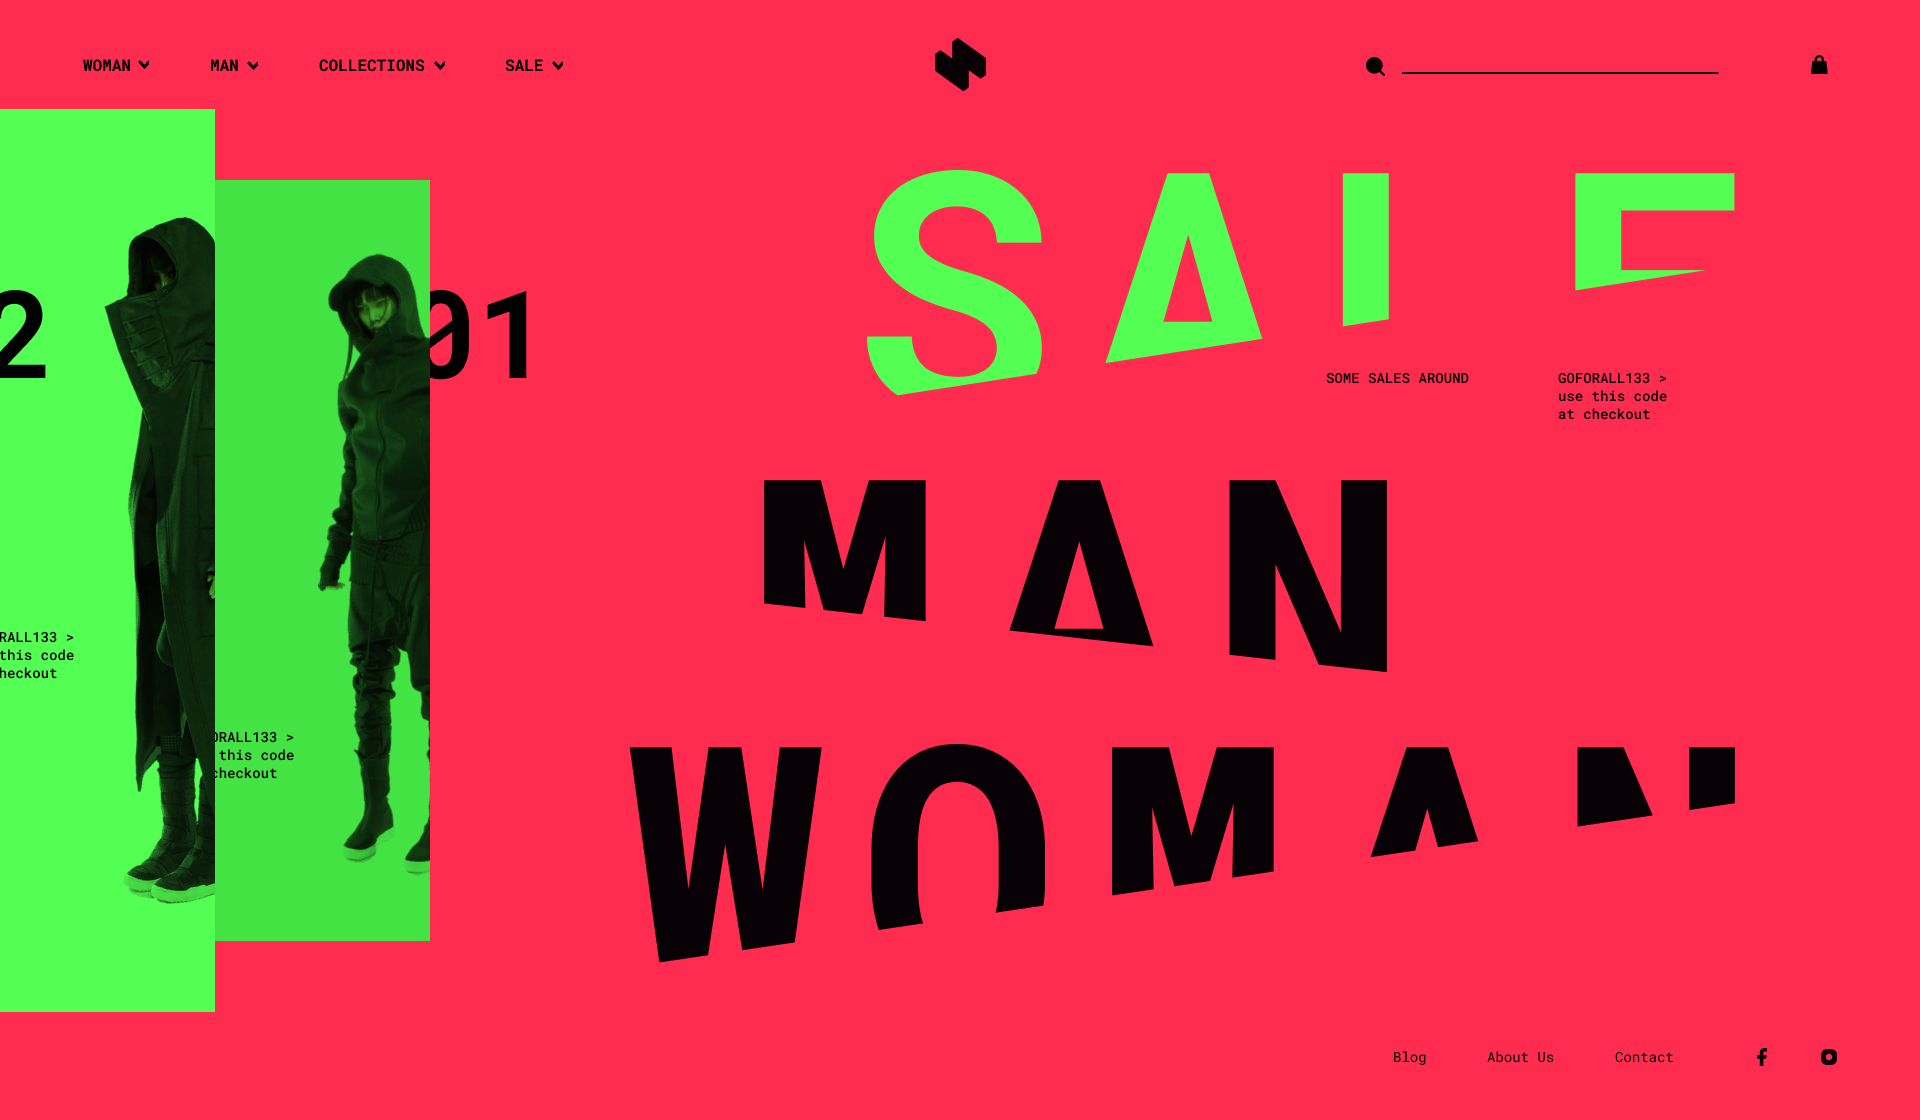 WOMAN
MAN
COLLECTIONS
SALE
2
01
SALE
SOME SALES AROUND
GOFORALL133 >
use this code
at checkout
MAN
WOMAN
RALL133 >
this code
heckout
ORALL133 >
this code
checkout
Blog
About Us
Contact